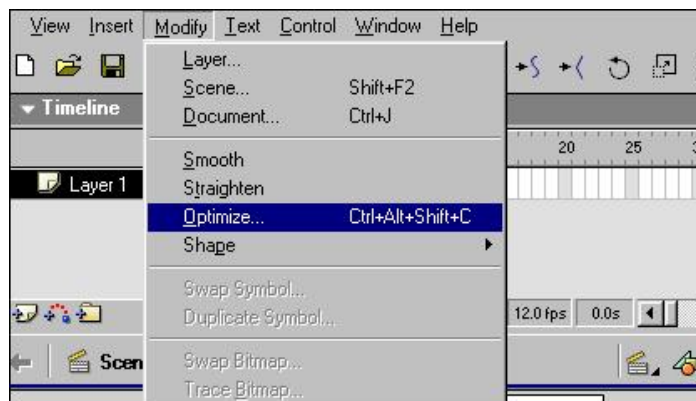 View Insert Modify Text Control Window Help
Layer...
Scene... Shift+F2
Document... Ctrl+J
Timeline
20 25
Smooth
Layer 1
Straighten
Optimize... Ctrl+Alt+Shift+C
Shape
Swap Symbol...
Duplicate Symbol...
12.0 fps 0.0s
Scen
Swap Bitmap...
Trace Bitmap...